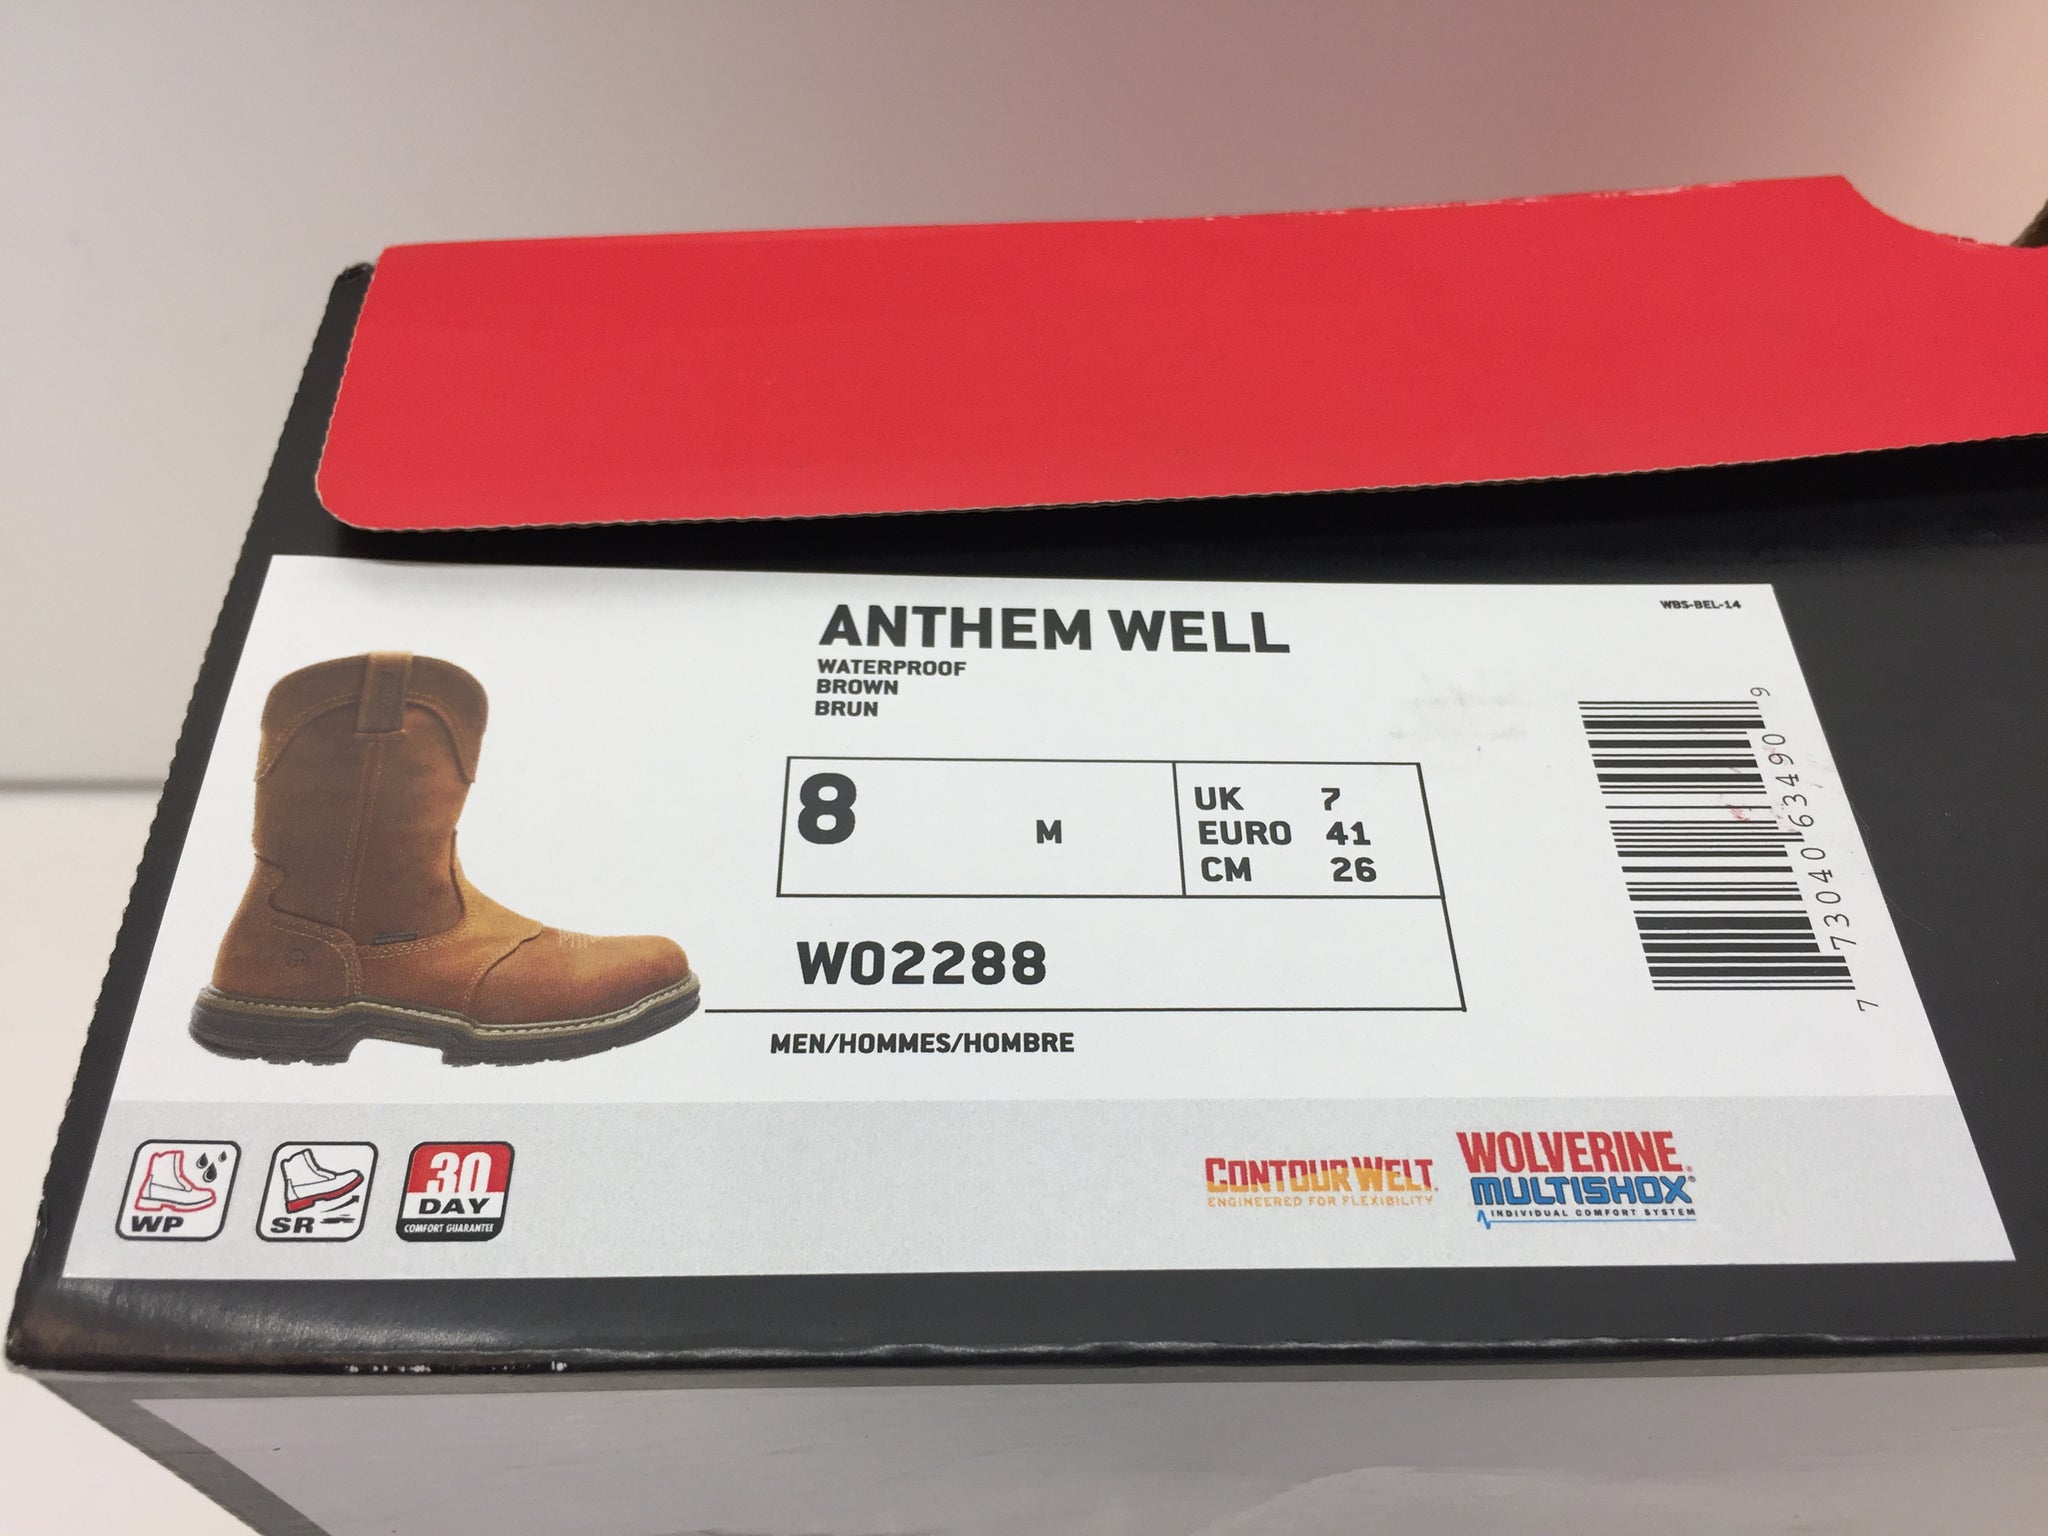 ANTHEM WELL
WATERPROOF
BROWN
BRUN
WBS-BEL-14
8 M
UK 7
EURO 41
CM 26
W02288
MEN/HOMMES/HOMBRE
7 73040 63490 9
WP
SR
30
DAY
COMFORT GUARANTEE
CONTOUR WELT.
ENGINEERED FOR FLEXIBILITY
WOLVERINE®
MULTISHOX®
INDIVIDUAL COMFORT SYSTEM